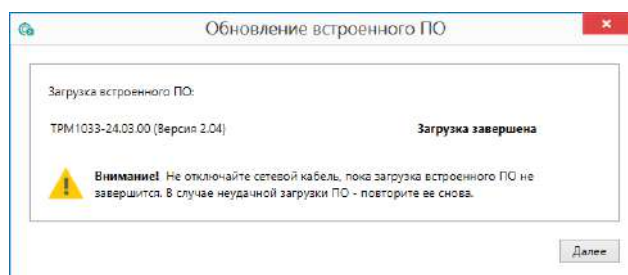 Обновление встроенного ПО
Загрузка встроенного ПО:
ТРМ1033-24.03.00 (Версия 2.04)
Загрузка завершена
Внимание! Не отключайте сетевой кабель, пока загрузка встроенного ПО не
завершится. В случае неудачной загрузки ПО - повторите ее снова.
Далее